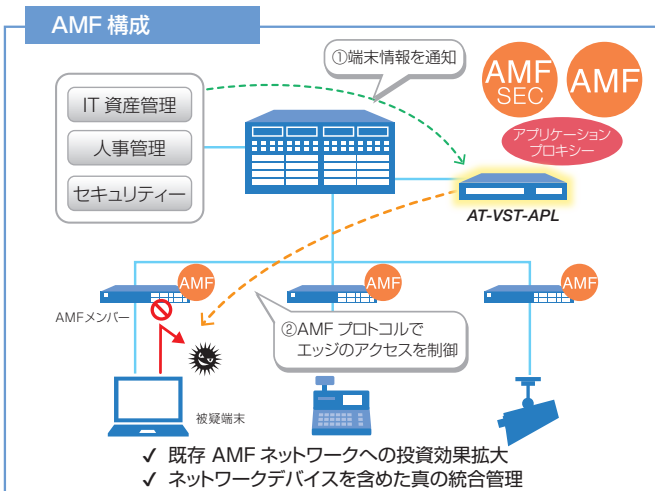 AMF 構成
①端末情報を通知
AMF
SEC
AMF
アプリケーション
プロキシー
IT 資産管理
人事管理
セキュリティー
AT-VST-APL
AMF
AMF
AMF
AMFメンバー
②AMF プロトコルで
エッジのアクセスを制御
被疑端末
✓ 既存 AMF ネットワークへの投資効果拡大
✓ ネットワークデバイスを含めた真の統合管理